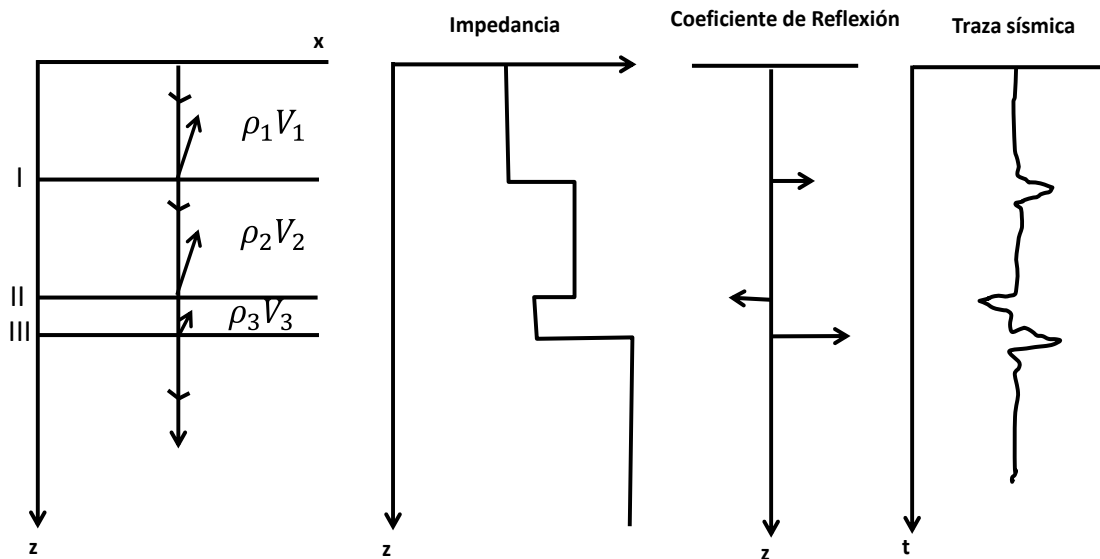 Impedancia
Coeficiente de Reflexión
Traza sísmica
x
ρ₁V₁
I
ρ₂V₂
II
ρ₃V₃
III
z
z
z
t